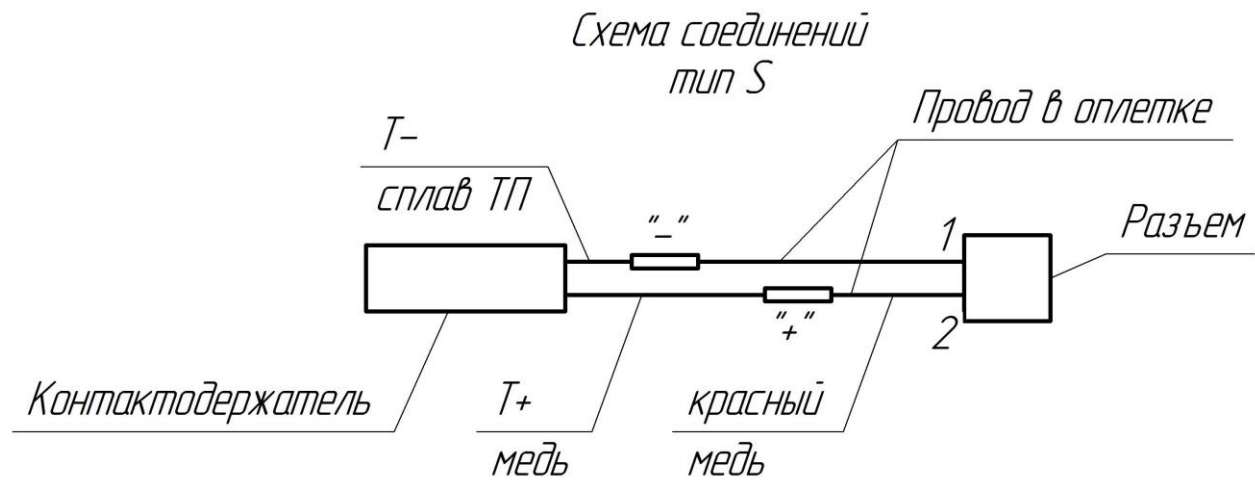 Схема соединений
тип S
Т-
сплав ТП
Провод в оплетке
"-"
1
Разъем
"+"
2
Контактодержатель
Т+
медь
красный
медь